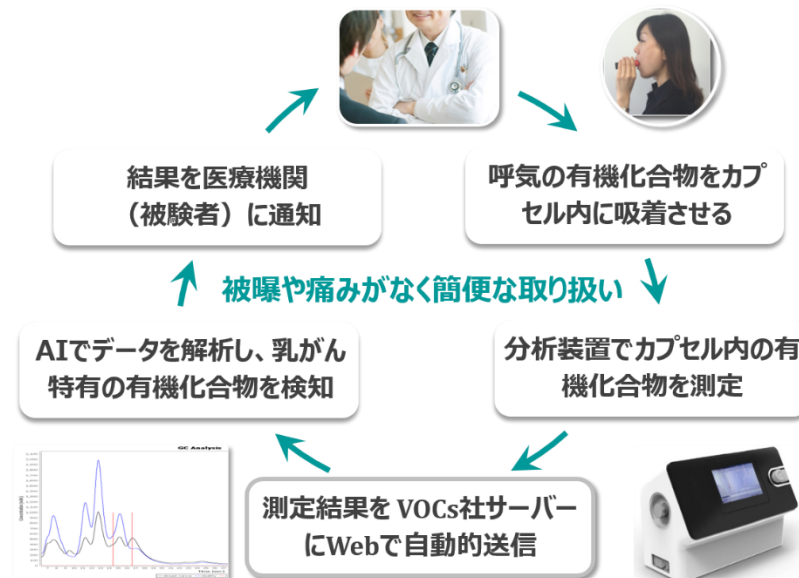 結果を医療機関
(被験者)に通知
呼気の有機化合物をカプ
セル内に吸着させる
被曝や痛みがなく簡便な取り扱い
AIでデータを解析し、乳がん
特有の有機化合物を検知
分析装置でカプセル内の有
機化合物を測定
測定結果を VOCs社サーバー
にWebで自動的送信
GC Analysis